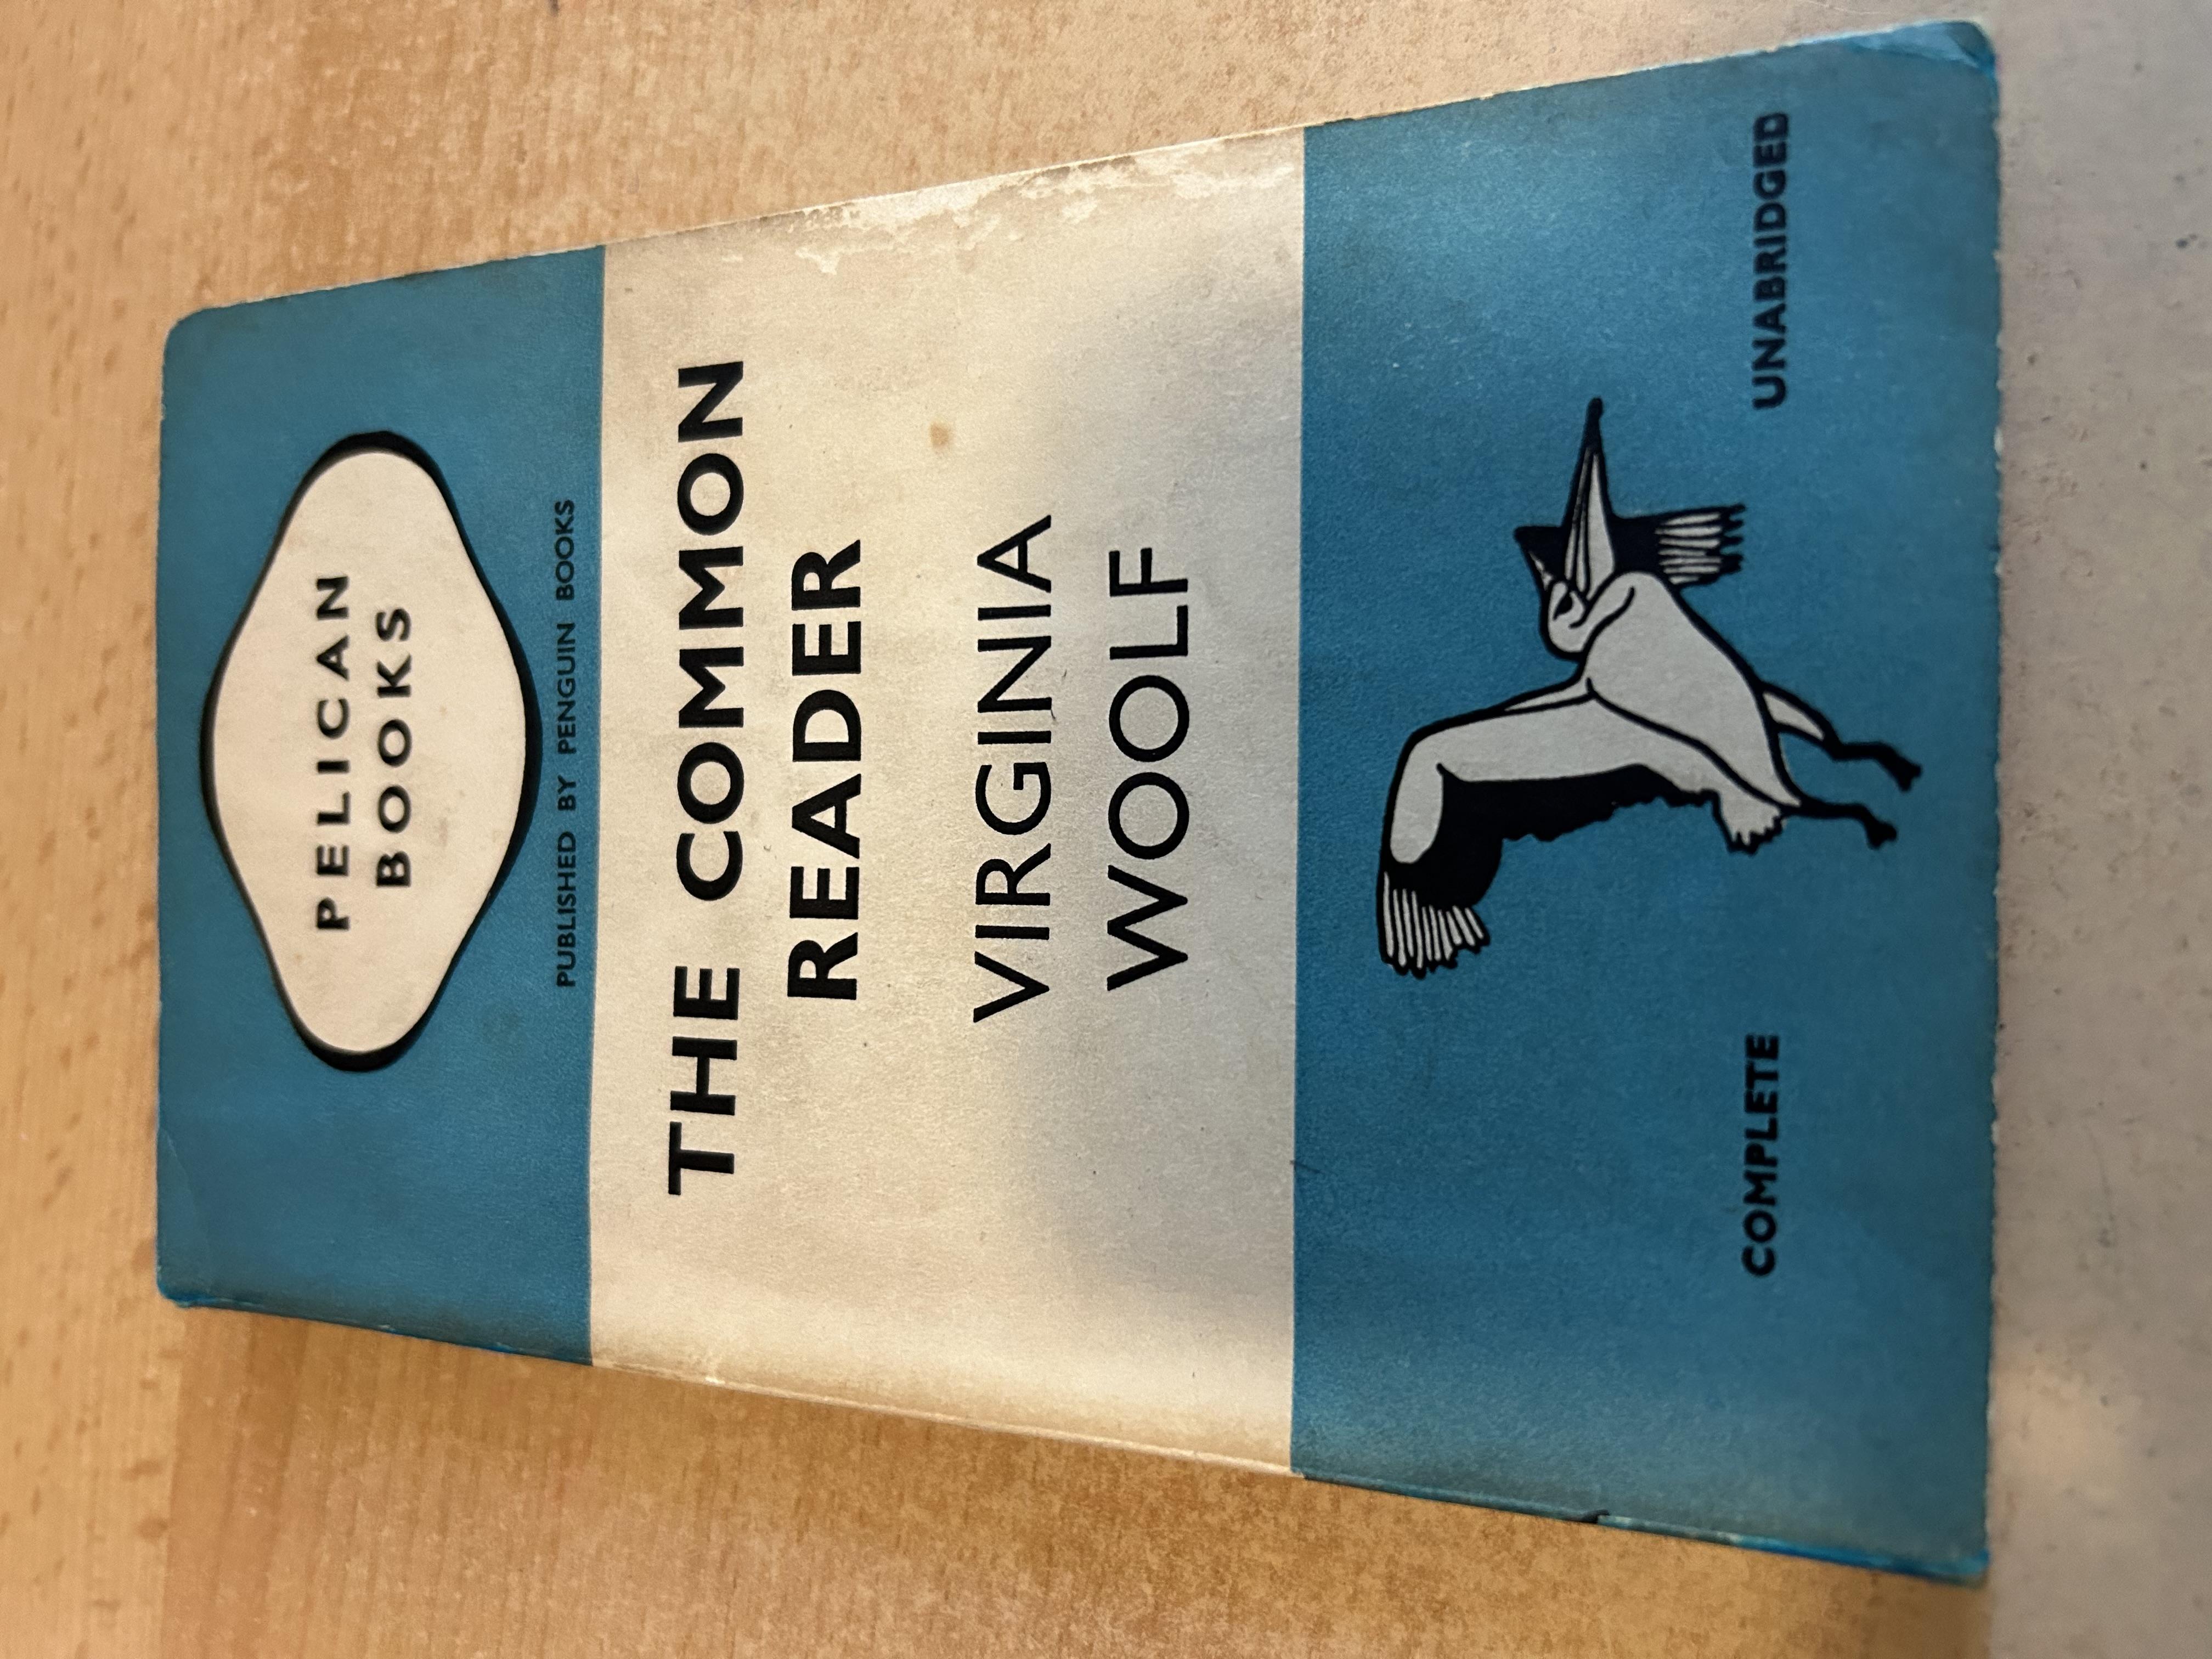 PELICAN
BOOKS
PUBLISHED BY PENGUIN BOOKS
THE COMMON
READER
VIRGINIA
WOOLF
COMPLETE UNABRIDGED